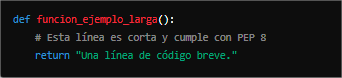 def funcion_ejemplo_larga():
    # Esta línea es corta y cumple con PEP 8
    return "Una línea de código breve."